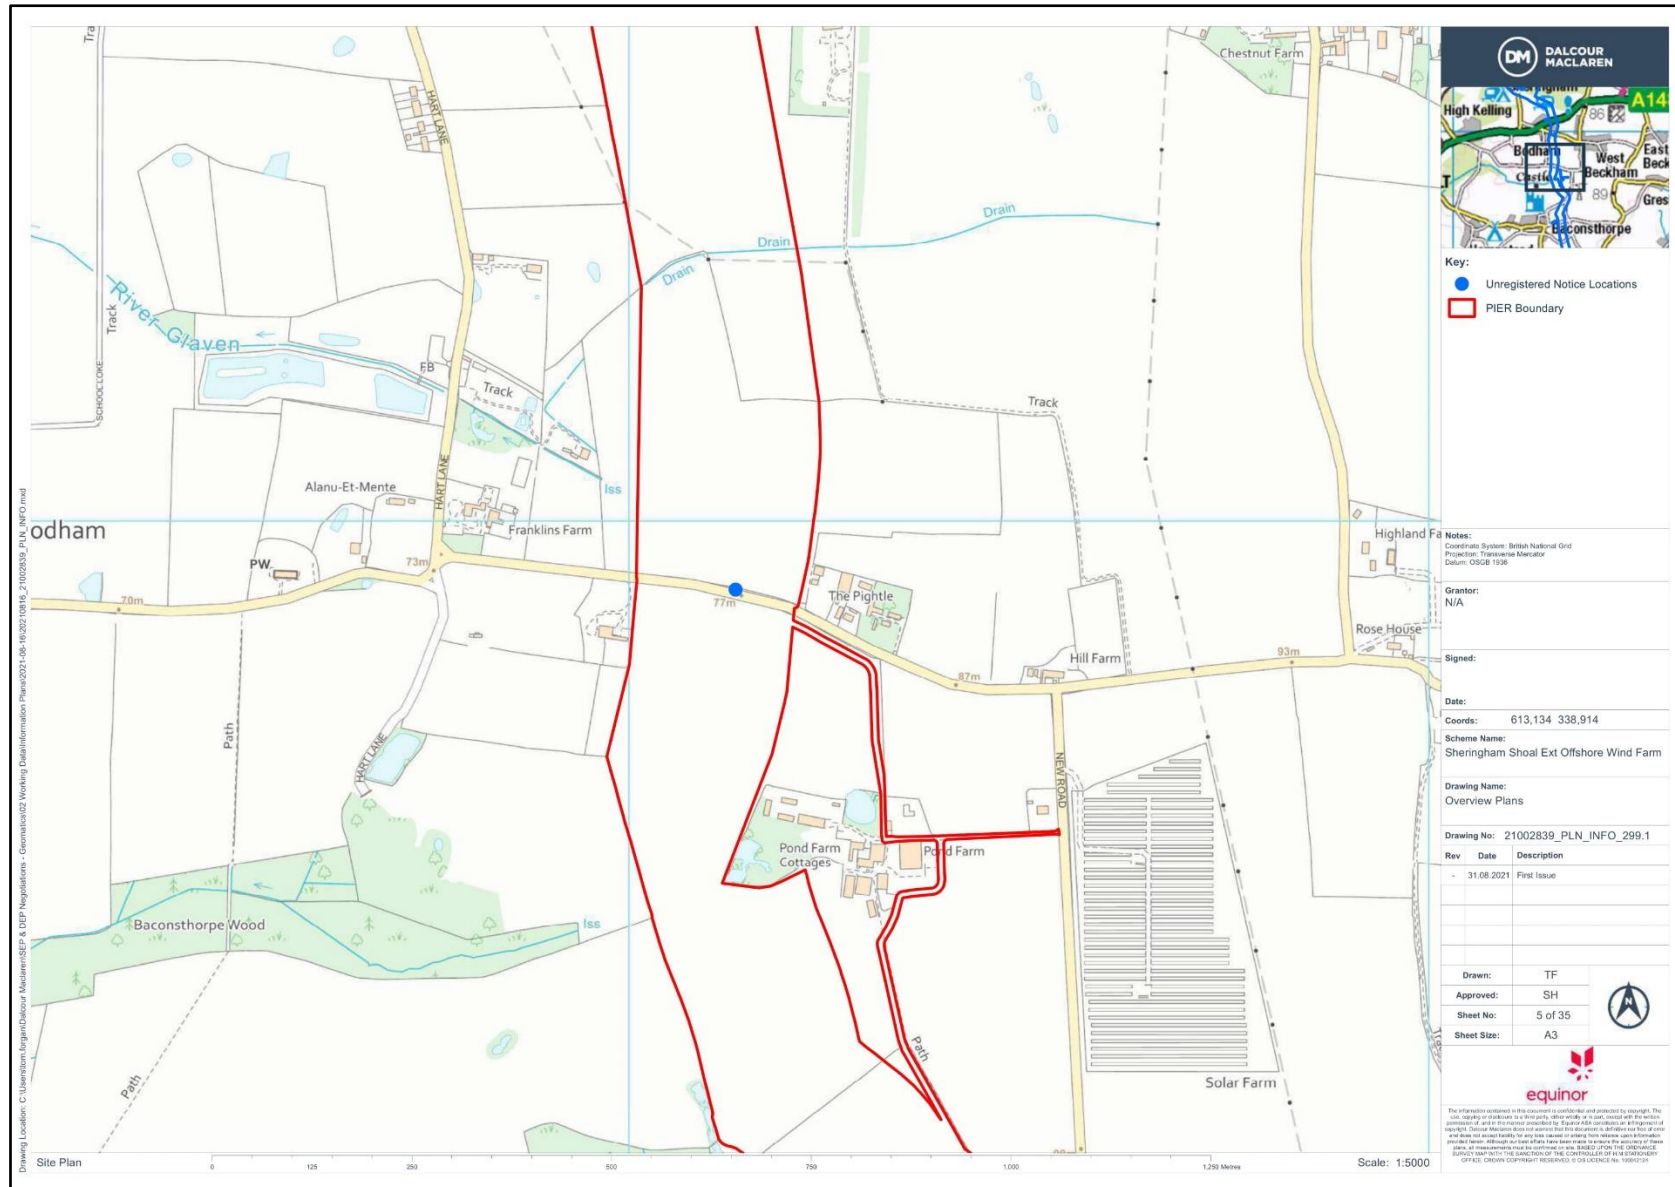 Tra
Chestnut Farm
DM DALCOUR
MACLAREN
HART LANE
High Kelling
A148
86
Bodham
West
Beckham
East
Beck
Castle
89
Gres
Baconsthorpe
Drain
Drain
Drain
Key:
Unregistered Notice Locations
PIER Boundary
River Glaven
Track
SCHOOL LOKE
FB
Track
Track
Iss
Alanu-Et-Mente
HART LANE
Franklins Farm
odham
PW
73m
70m
77m
The Pightle
Highland Fa
Rose House
Hill Farm
87m
93m
Notes:
Coordinate System: British National Grid
Projection: Transverse Mercator
Datum: OSGB 1936
Grantor:
N/A
Signed:
Date:
Coords: 613,134 338,914
Scheme Name:
Sheringham Shoal Ext Offshore Wind Farm
Drawing Name:
Overview Plans
Drawing No: 21002839_PLN_INFO_299.1
Rev Date Description
- 31.08.2021 First Issue
Drawn: TF
Approved: SH
Sheet No: 5 of 35
Sheet Size: A3
N
equinor
Path
HART LANE
NEW ROAD
Pond Farm
Cottages
Pond Farm
Baconsthorpe Wood
Iss
Path
Path
Solar Farm
Site Plan
0 125 250 500 750 1,000 1,250 Metres
Scale: 1:5000